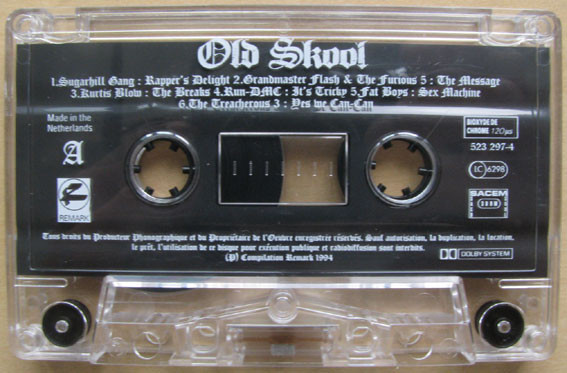 Old Skool
1.Sugarhill Gang : Rapper's Delight 2.Grandmaster Flash & The Furious 5 : The Message
3.Kurtis Blow : The Breaks 4.Run-DMC : It's Tricky 5.Fat Boys : Sex Machine
6.The Treacherous 3 : Yes we Can-Can
Made in the
Netherlands
A
REMARK
BIOXYDE DE
CHROME 120µs
523 297-4
LC 6298
SACEM
Tous droits du Producteur Phonographique et du Propriétaire de l'Oeuvre enregistrée réservés. Sauf autorisation, la duplication, la location,
le prêt, l'utilisation de ce disque pour exécution publique et radiodiffusion sont interdits.
(P) Compilation Remark 1994
DOLBY SYSTEM